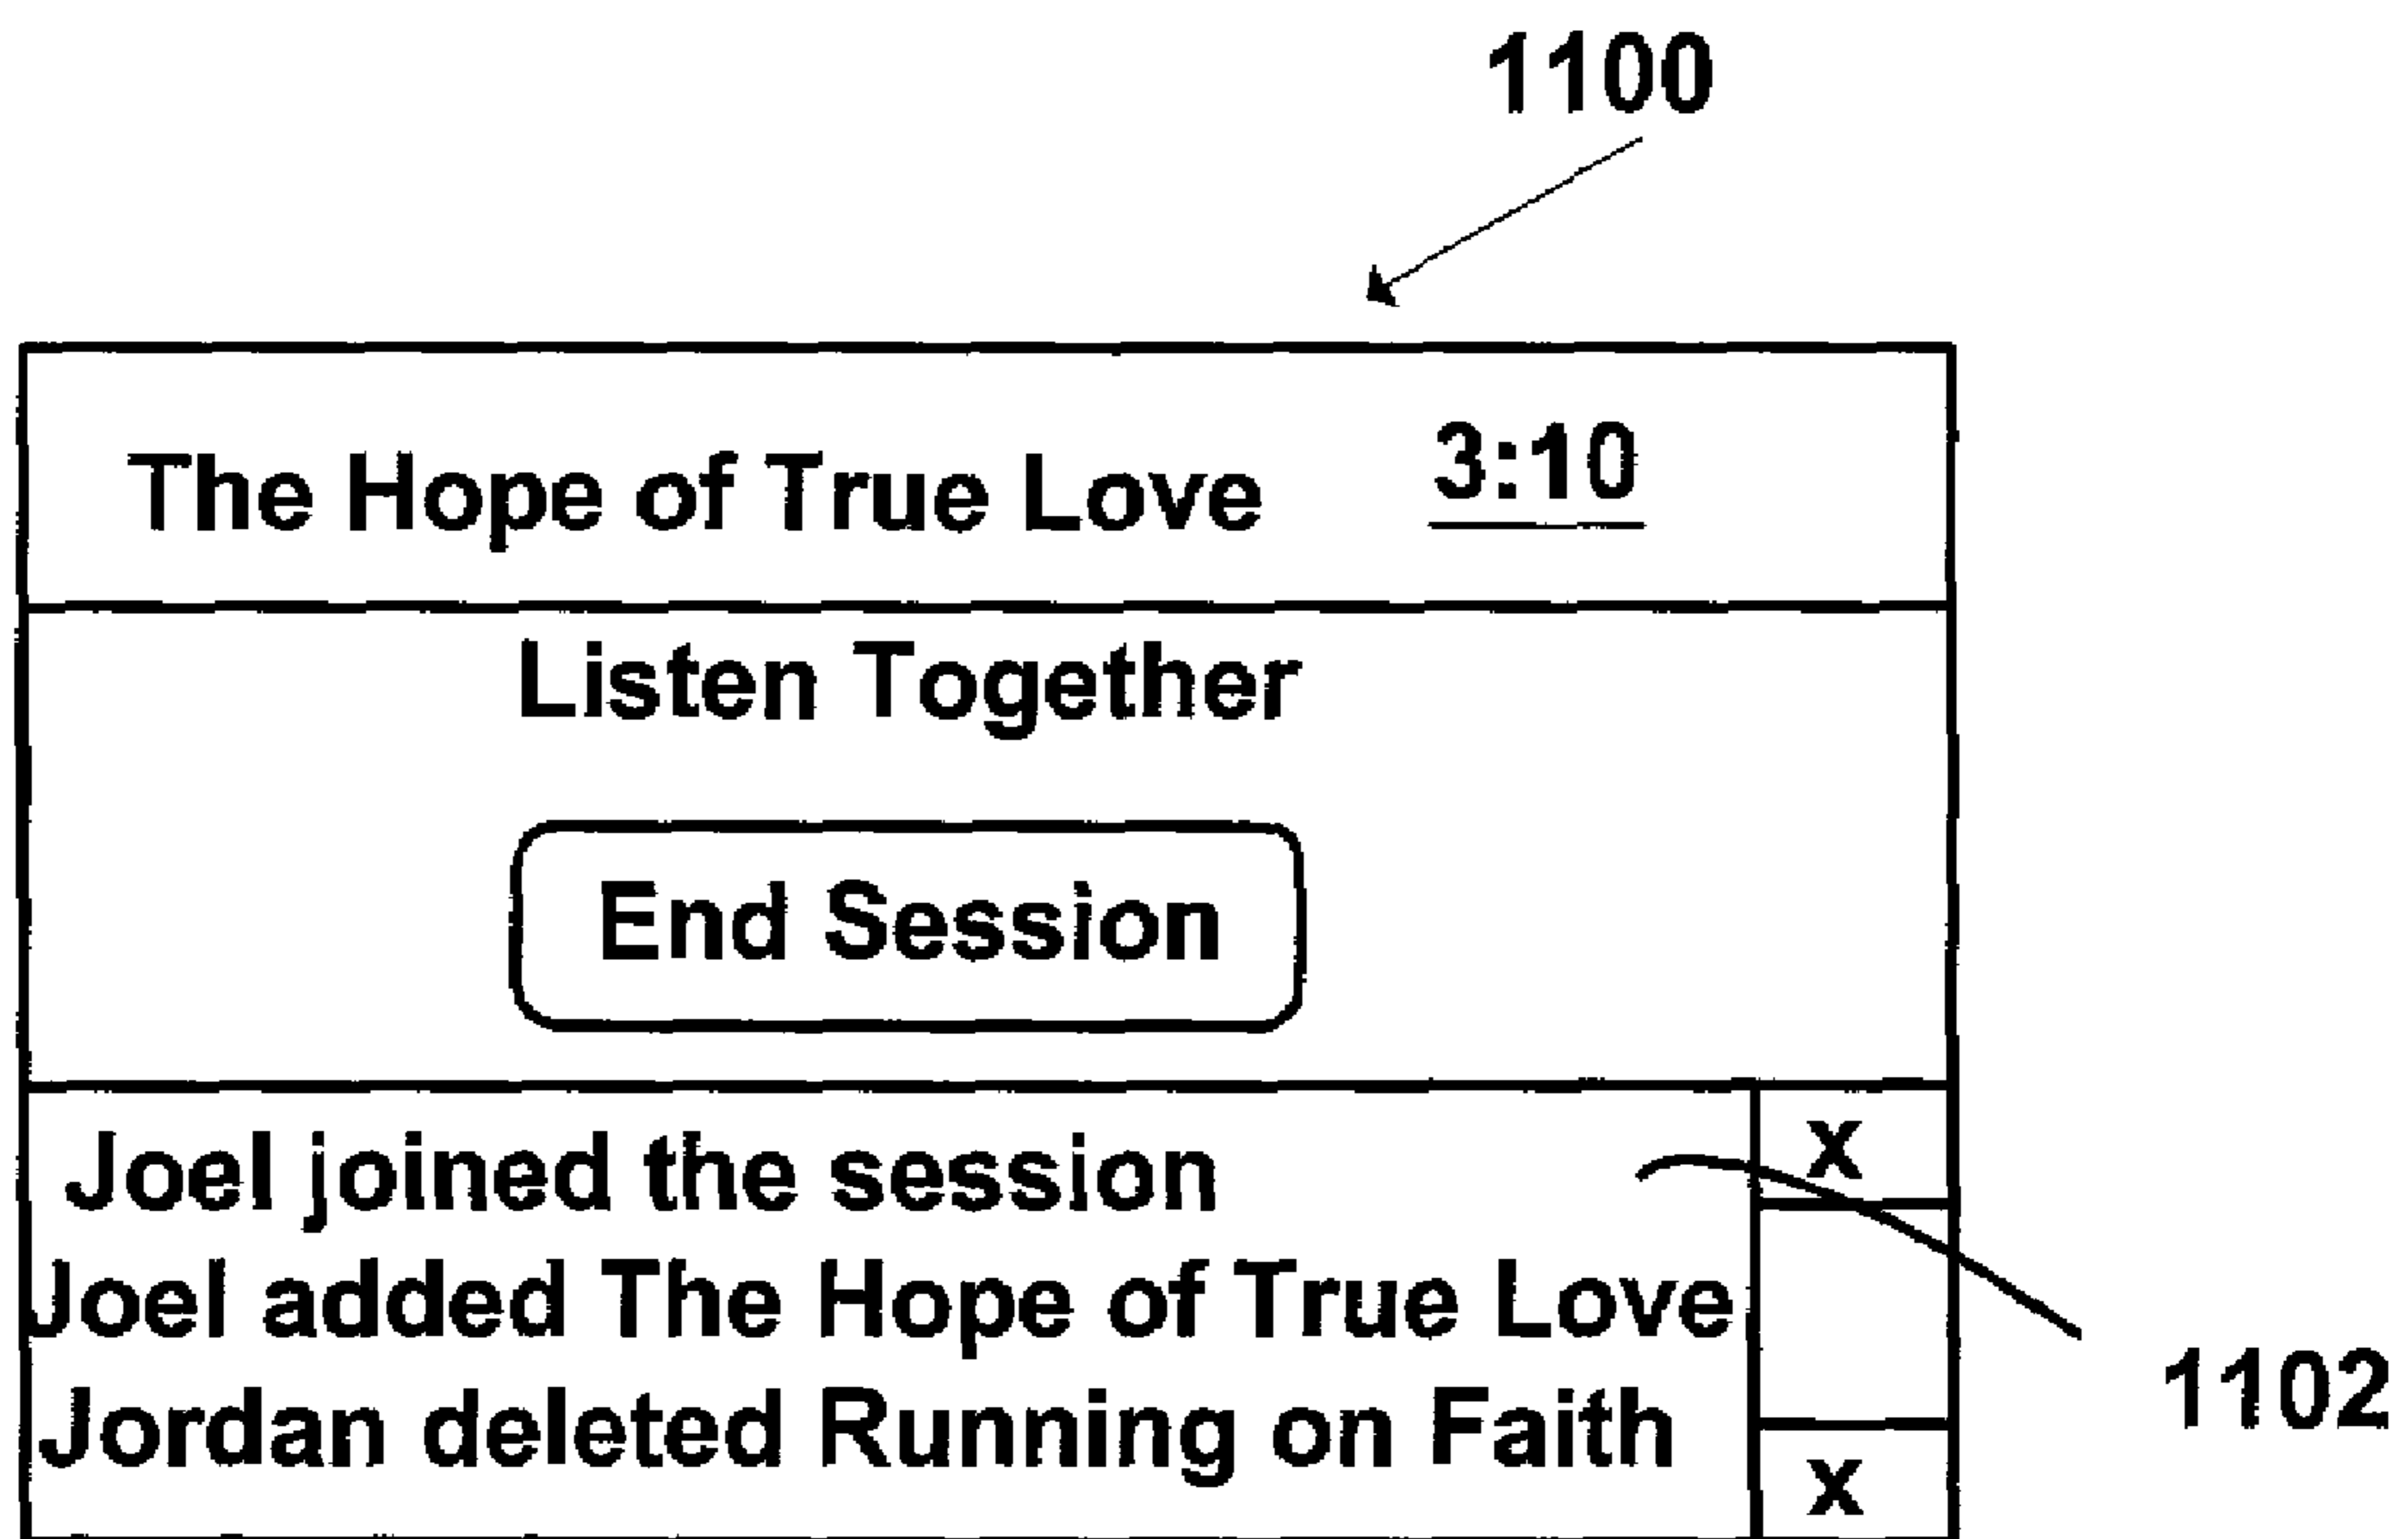 1100
The Hope of True Love 3:10
Listen Together
End Session
Joel joined the session x
Joel added The Hope of True Love
1102
Jordan deleted Running on Faith
x